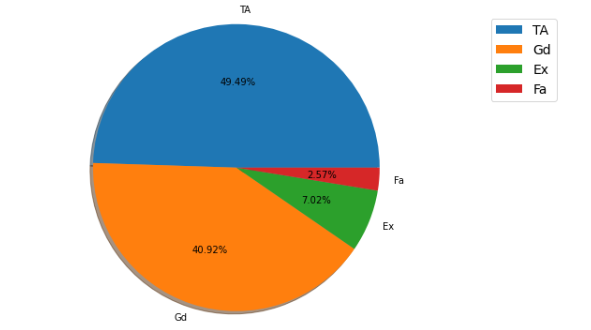 TA
TA
Gd
Ex
Fa
49.49%
2.57%
Fa
7.02%
Ex
40.92%
Gd